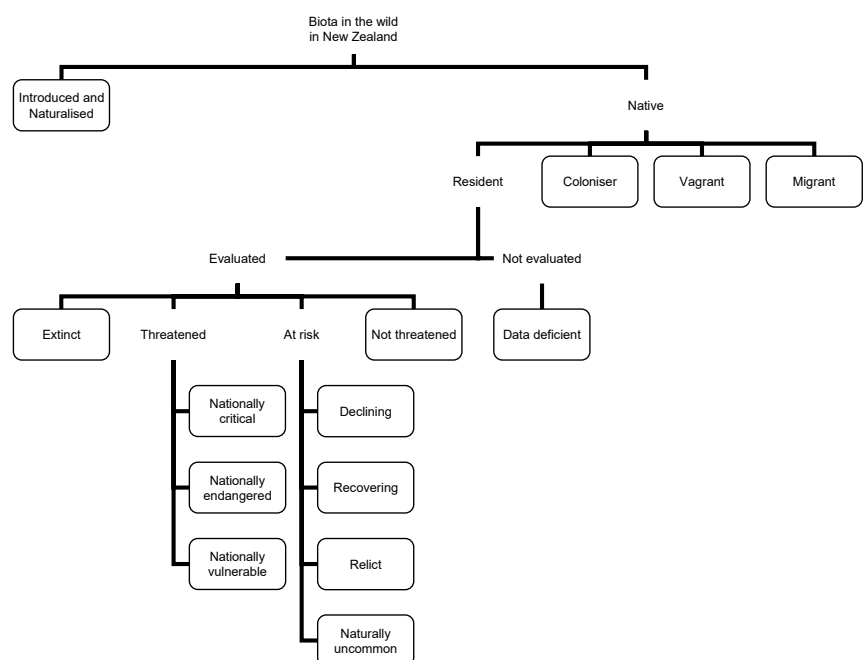 Biota in the wild
in New Zealand
Introduced and
Naturalised
Native
Resident
Coloniser
Vagrant
Migrant
Evaluated
Not evaluated
Extinct
Threatened
At risk
Not threatened
Data deficient
Nationally
critical
Declining
Nationally
endangered
Recovering
Nationally
vulnerable
Relict
Naturally
uncommon